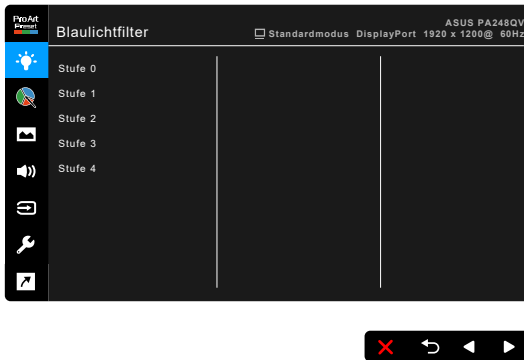 ProArt
Preset
Blaulichtfilter
ASUS PA248QV
Standardmodus DisplayPort 1920 x 1200@ 60Hz
Stufe 0
Stufe 1
Stufe 2
Stufe 3
Stufe 4